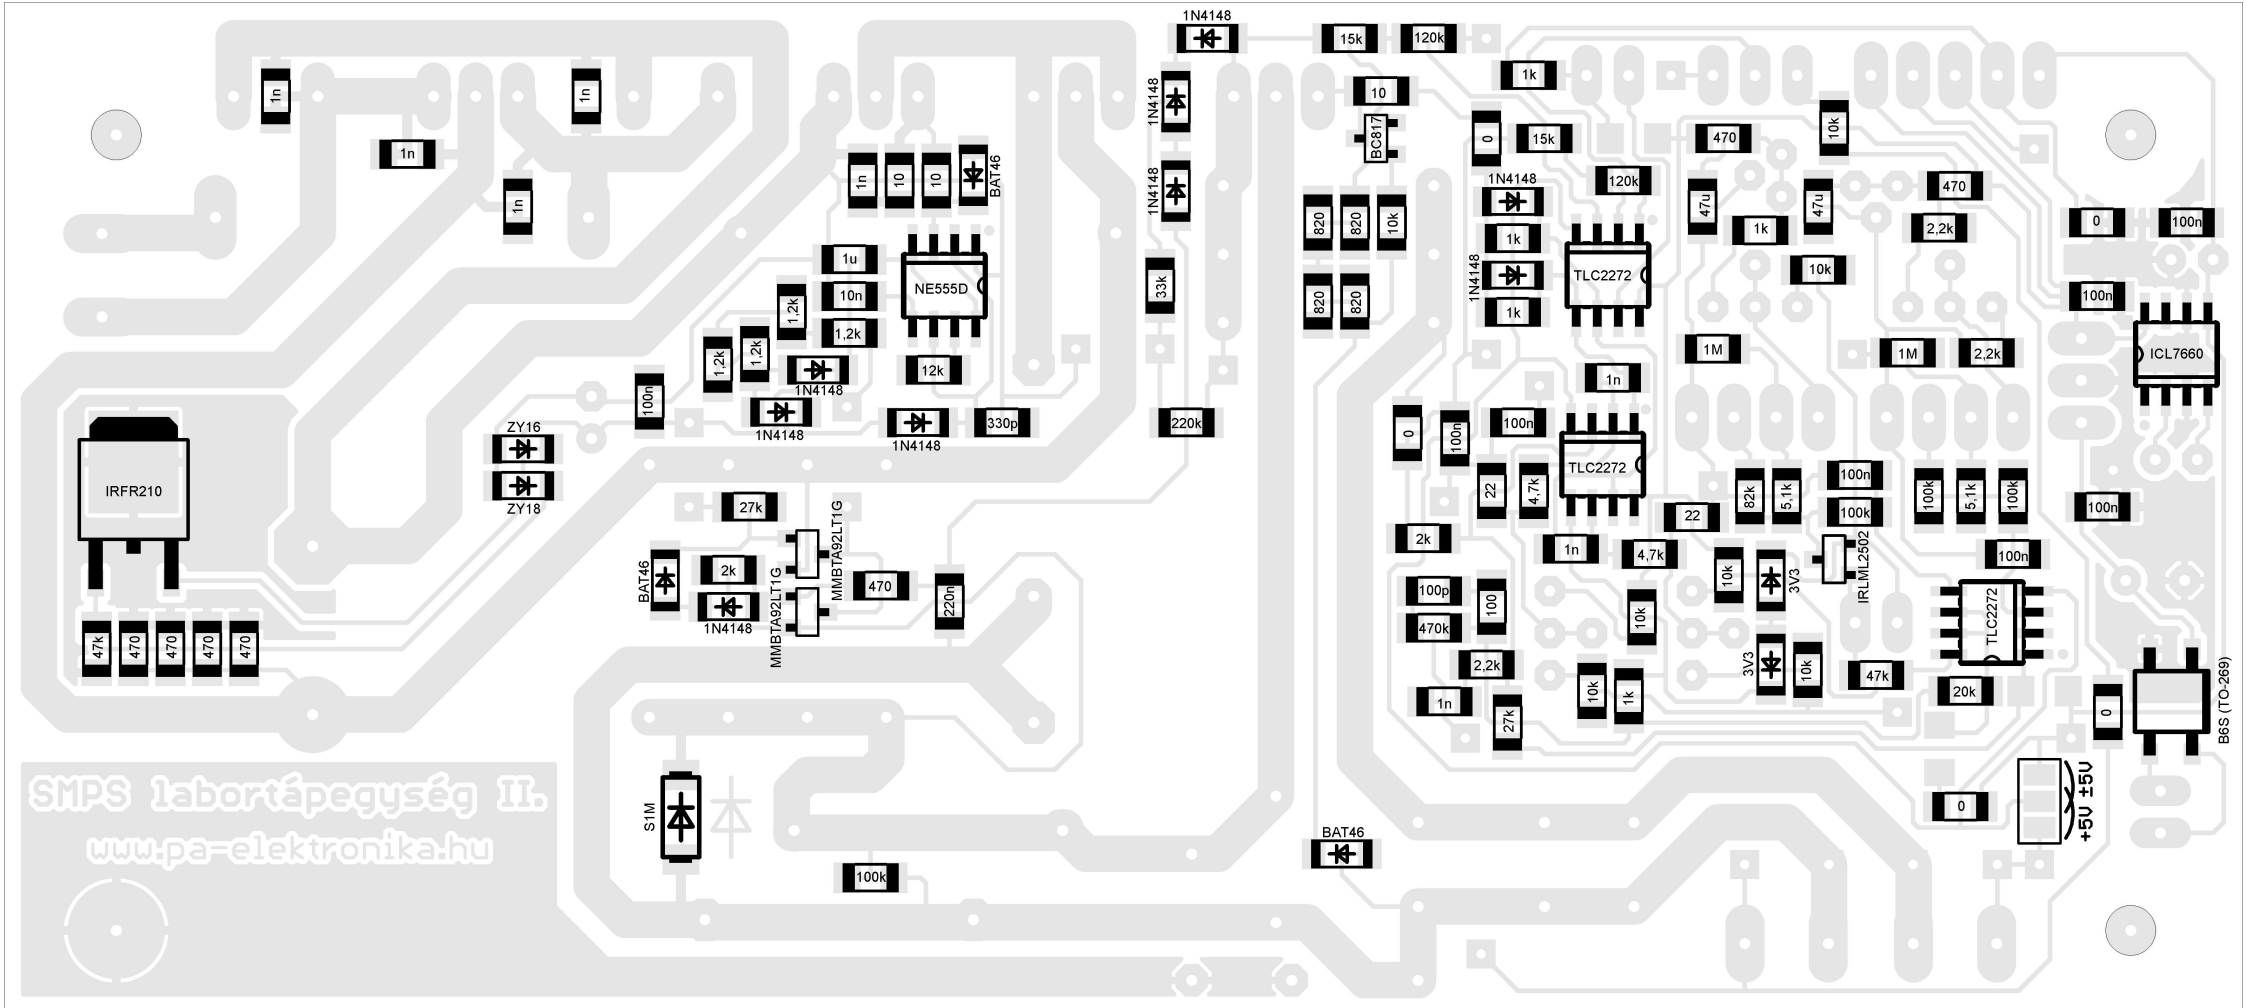 1N4148
15k
120k
1k
1n
1n
1N4148
10
10k
BC817
0
15k
470
1n
1n
10
10
BAT46
1N4148
1N4148
120k
47u
47u
470
1n
820
820
10k
1k
1k
2,2k
0
100n
1u
NE555D
33k
1N4148
TLC2272
10k
10n
1,2k
1,2k
820
820
1k
100n
1,2k
1,2k
1M
1M
2,2k
ICL7660
1N4148
12k
1n
100n
1N4148
1N4148
330p
220k
0
100n
100n
TLC2272
ZY16
ZY18
IRFR210
22
4,7k
82k
5,1k
100n
100k
100k
5,1k
100k
100n
27k
MMBTA92LT1G
22
2k
1n
4,7k
10k
3V3
IRLML2502
100n
BAT46
2k
1N4148
MMBTA92LT1G
470
220n
100p
470k
100
10k
TLC2272
47k
470
470
470
470
2,2k
1n
27k
10k
1k
3V3
10k
47k
20k
0
B6S (TO-269)
SMPS labortápegység II.
www.pa-elektronika.hu
S1M
100k
BAT46
0
+5V ±5V